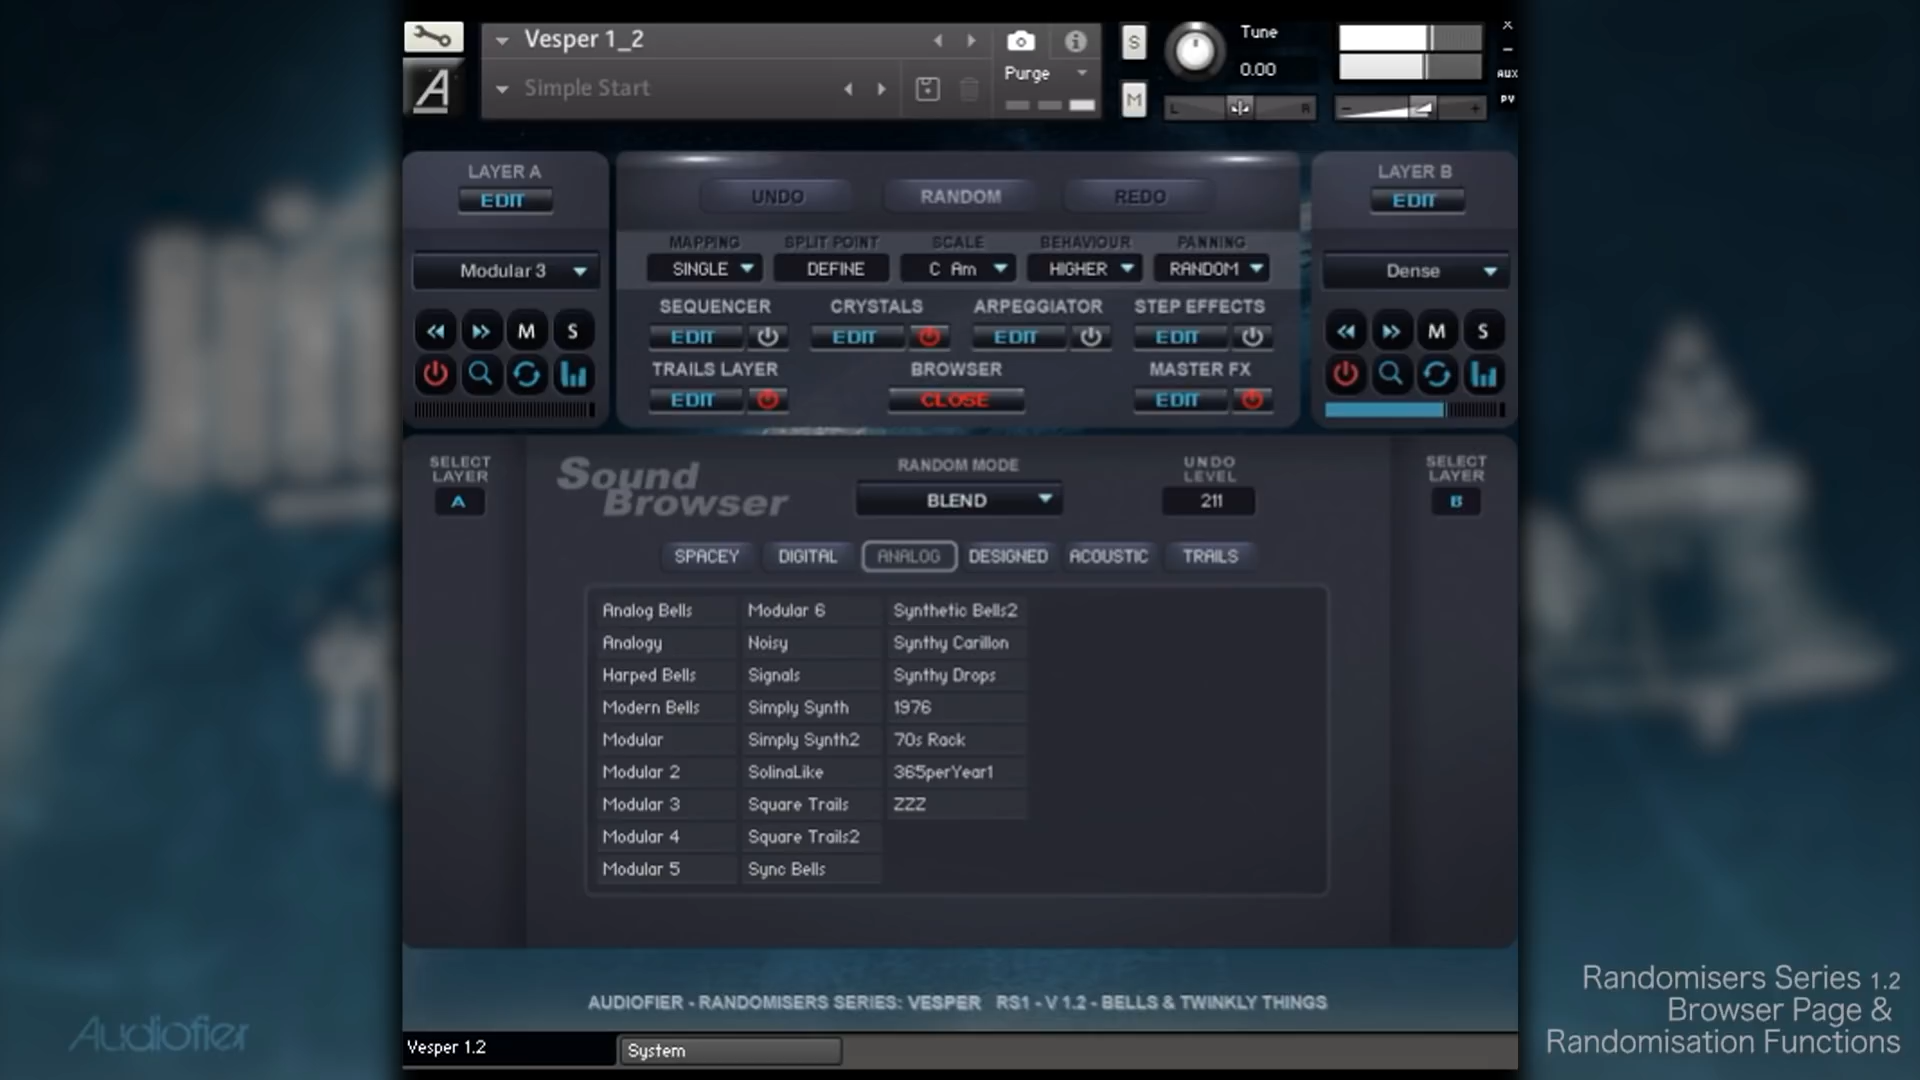 Vesper 1_2
Simple Start
Purge
S
M
Tune
0.00
L
R
AUX
PV
LAYER A
EDIT
Modular 3
M S
UNDO RANDOM REDO
MAPPING SPLIT POINT SCALE BEHAVIOUR PANNING
SINGLE DEFINE C Am HIGHER RANDOM
SEQUENCER CRYSTALS ARPEGGIATOR STEP EFFECTS
EDIT EDIT EDIT EDIT
TRAILS LAYER BROWSER MASTER FX
EDIT CLOSE EDIT
LAYER B
EDIT
Dense
M S
SELECT
LAYER
A
Sound
Browser
RANDOM MODE
BLEND
UNDO
LEVEL
211
SELECT
LAYER
B
SPACEY DIGITAL ANALOG DESIGNED ACOUSTIC TRAILS
Analog Bells Modular 6 Synthetic Bells2
Analogy Noisy Synthy Carillon
Harped Bells Signals Synthy Drops
Modern Bells Simply Synth 1976
Modular Simply Synth2 70s Rack
Modular 2 SolinaLike 365perYear1
Modular 3 Square Trails ZZZ
Modular 4 Square Trails2
Modular 5 Sync Bells
AUDIOFIER - RANDOMISERS SERIES: VESPER RS1 - V 1.2 - BELLS & TWINKLY THINGS
Vesper 1.2
System
Audiofier
Randomisers Series 1.2
Browser Page &
Randomisation Functions